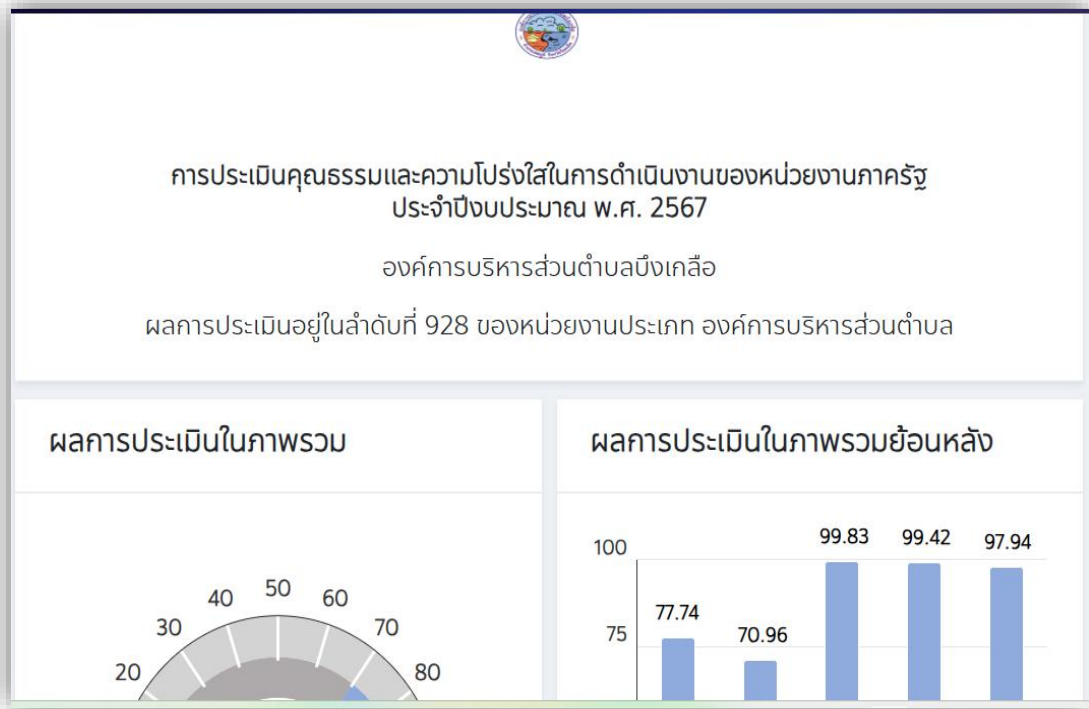 การประเมินคุณธรรมและความโปร่งใสในการดำเนินงานของหน่วยงานภาครัฐ
ประจำปีงบประมาณ พ.ศ. 2567
องค์การบริหารส่วนตำบลบึงเกลือ
ผลการประเมินอยู่ในลำดับที่ 928 ของหน่วยงานประเภท องค์การบริหารส่วนตำบล
ผลการประเมินในภาพรวม
20
30
40
50
60
70
80
ผลการประเมินในภาพรวมย้อนหลัง
100
75
77.74
70.96
99.83
99.42
97.94